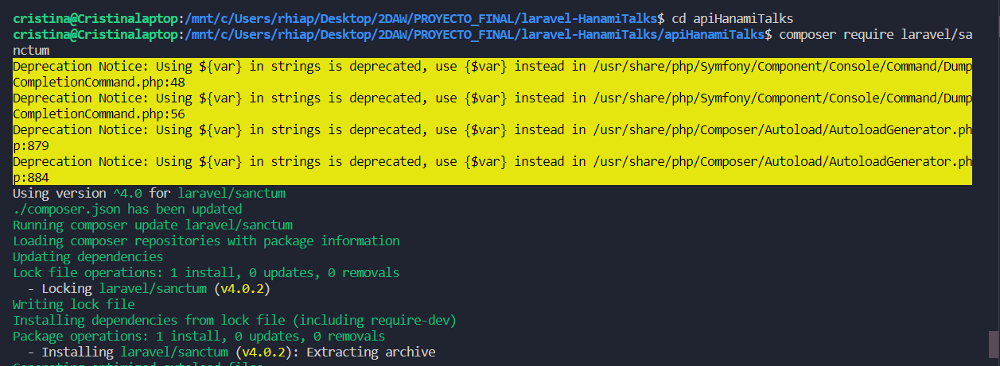 cristina@Cristinalaptop:/mnt/c/Users/rhiap/Desktop/2DAW/PROYECTO_FINAL/laravel-HanamiTalks$ cd apiHanamiTalks
cristina@Cristinalaptop:/mnt/c/Users/rhiap/Desktop/2DAW/PROYECTO_FINAL/laravel-HanamiTalks/apiHanamiTalks$ composer require laravel/sa
nctum
Deprecation Notice: Using ${var} in strings is deprecated, use {$var} instead in /usr/share/php/Symfony/Component/Console/Command/Dump
CompletionCommand.php:48
Deprecation Notice: Using ${var} in strings is deprecated, use {$var} instead in /usr/share/php/Symfony/Component/Console/Command/Dump
CompletionCommand.php:56
Deprecation Notice: Using ${var} in strings is deprecated, use {$var} instead in /usr/share/php/Composer/Autoload/AutoloadGenerator.ph
p:879
Deprecation Notice: Using ${var} in strings is deprecated, use {$var} instead in /usr/share/php/Composer/Autoload/AutoloadGenerator.ph
p:884
Using version ^4.0 for laravel/sanctum
./composer.json has been updated
Running composer update laravel/sanctum
Loading composer repositories with package information
Updating dependencies
Lock file operations: 1 install, 0 updates, 0 removals
  - Locking laravel/sanctum (v4.0.2)
Writing lock file
Installing dependencies from lock file (including require-dev)
Package operations: 1 install, 0 updates, 0 removals
  - Installing laravel/sanctum (v4.0.2): Extracting archive
Generating optimized autoload files